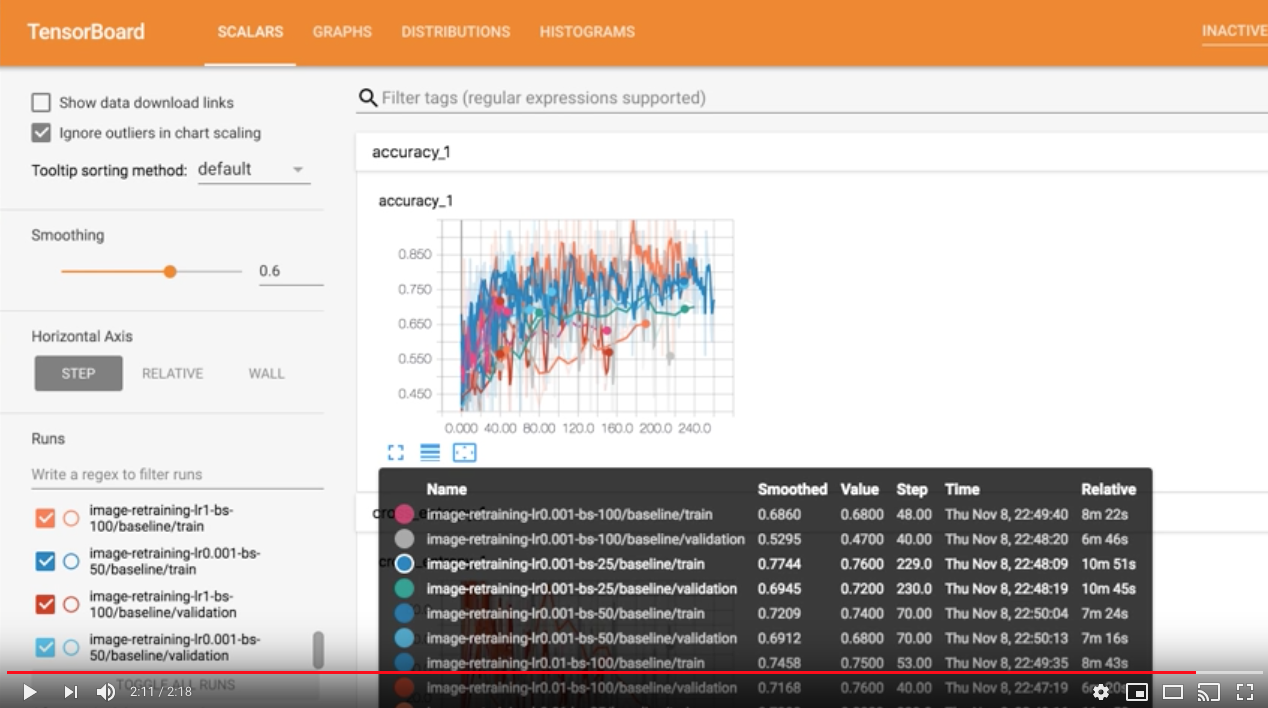 TensorBoard SCALARS GRAPHS DISTRIBUTIONS HISTOGRAMS INACTIVE
Show data download links
Ignore outliers in chart scaling
Tooltip sorting method: default
Smoothing
0.6
Horizontal Axis
STEP RELATIVE WALL
Runs
Write a regex to filter runs
image-retraining-lr1-bs-
100/baseline/train
image-retraining-lr0.001-bs-
50/baseline/train
image-retraining-lr1-bs-
100/baseline/validation
image-retraining-lr0.001-bs-
50/baseline/validation
TOGGLE ALL RUNS
Filter tags (regular expressions supported)
accuracy_1
accuracy_1
0.850
0.750
0.650
0.550
0.450
0.000 40.00 80.00 120.0 160.0 200.0 240.0
Name Smoothed Value Step Time Relative
image-retraining-lr0.001-bs-100/baseline/train 0.6860 0.6800 48.00 Thu Nov 8, 22:49:40 8m 22s
image-retraining-lr0.001-bs-100/baseline/validation 0.5295 0.4700 40.00 Thu Nov 8, 22:48:20 6m 46s
image-retraining-lr0.001-bs-25/baseline/train 0.7744 0.7600 229.0 Thu Nov 8, 22:48:09 10m 51s
image-retraining-lr0.001-bs-25/baseline/validation 0.6945 0.7200 230.0 Thu Nov 8, 22:48:19 10m 45s
image-retraining-lr0.001-bs-50/baseline/train 0.7209 0.7400 70.00 Thu Nov 8, 22:50:04 7m 24s
image-retraining-lr0.001-bs-50/baseline/validation 0.6912 0.6800 70.00 Thu Nov 8, 22:50:13 7m 16s
image-retraining-lr0.01-bs-100/baseline/train 0.7458 0.7500 53.00 Thu Nov 8, 22:49:35 8m 43s
image-retraining-lr0.01-bs-100/baseline/validation 0.7168 0.7600 40.00 Thu Nov 8, 22:47:19
2:11 / 2:18